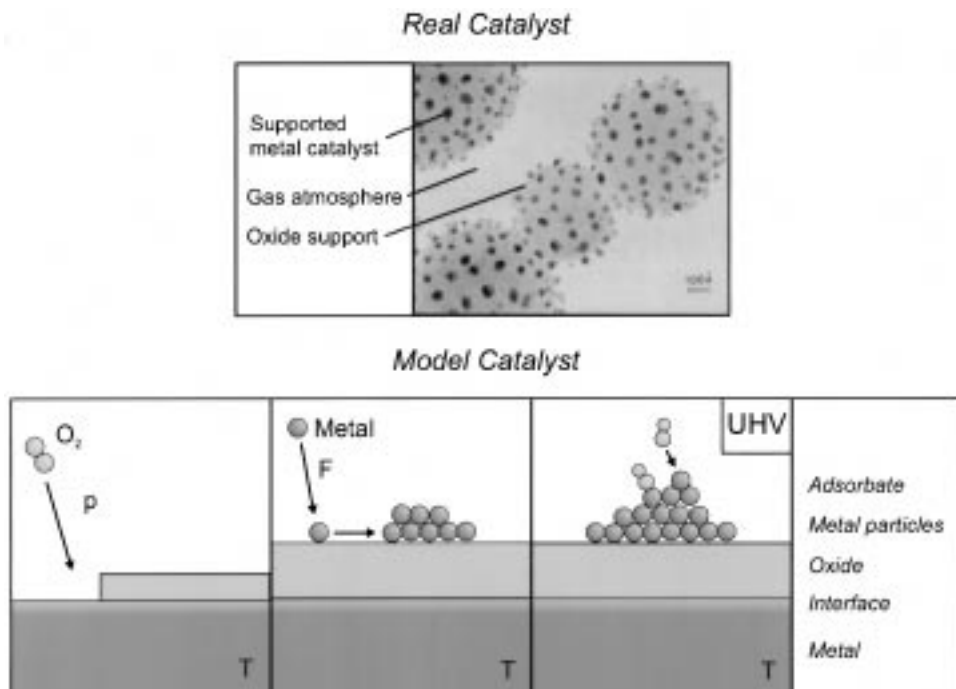 Real Catalyst
Supported
metal catalyst
Gas atmosphere
Oxide support
100Å
Model Catalyst
O₂
p
T
Metal
F
T
UHV
T
Adsorbate
Metal particles
Oxide
Interface
Metal